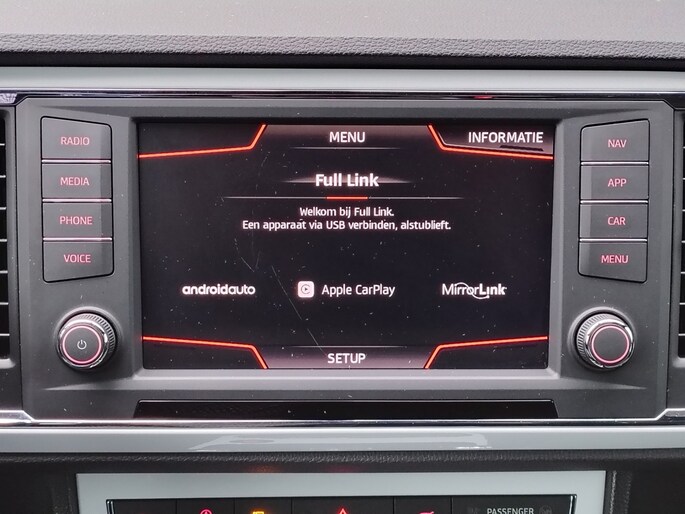 MENU
INFORMATIE
RADIO
MEDIA
PHONE
VOICE
NAV
APP
CAR
MENU
Full Link
Welkom bij Full Link.
Een apparaat via USB verbinden, alstublieft.
androidauto
Apple CarPlay
MirrorLink
SETUP
PASSENGER